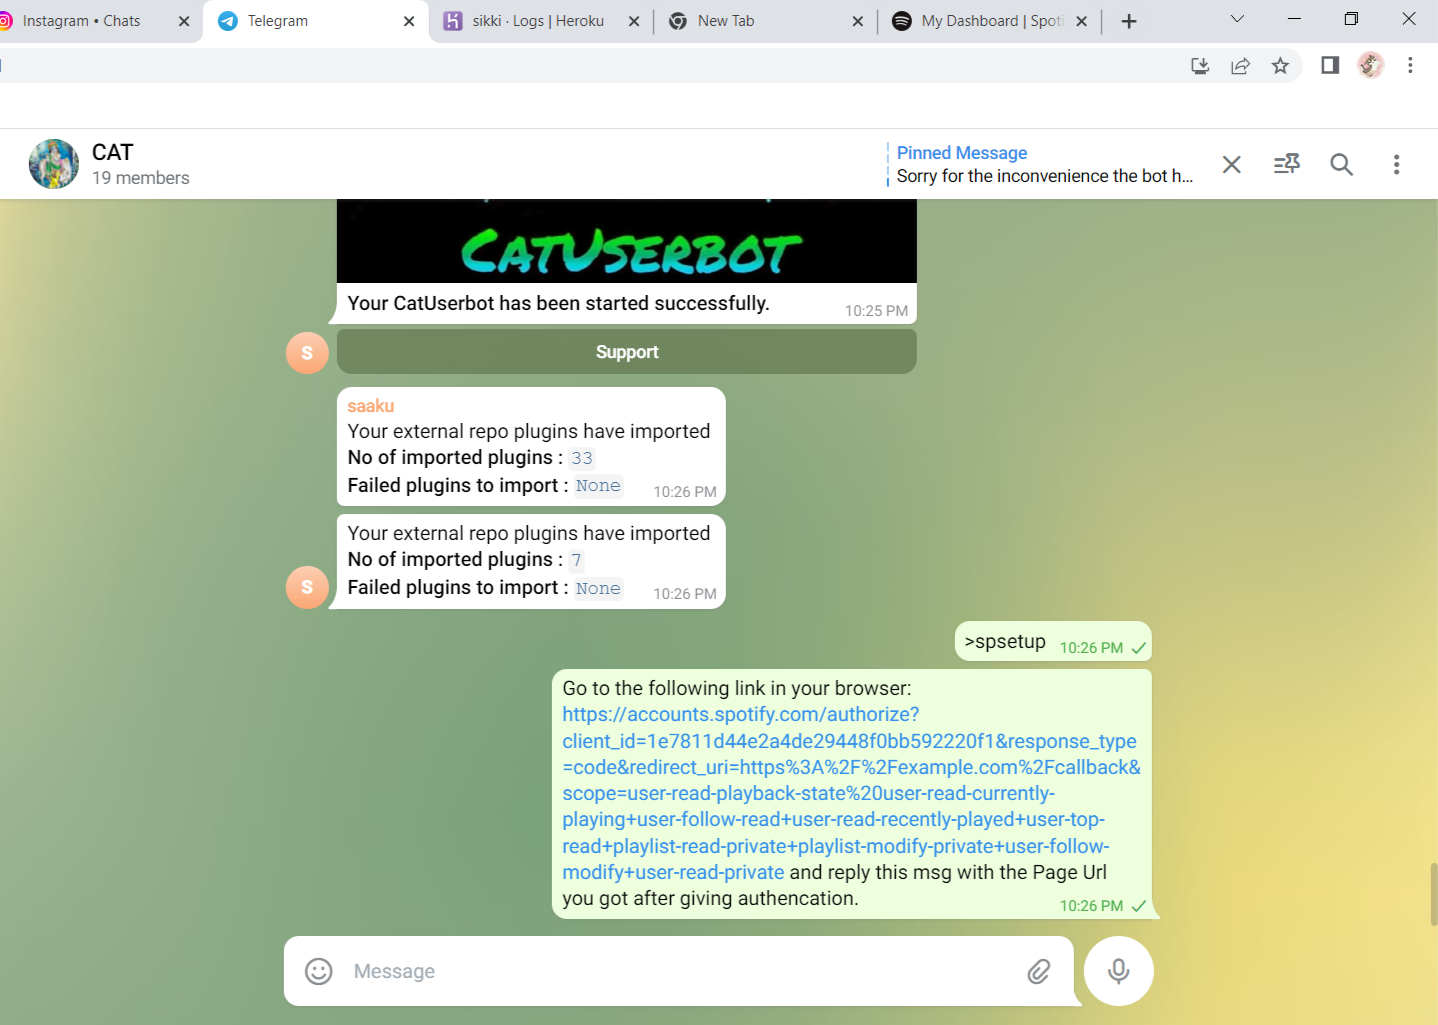 Instagram • Chats
Telegram
sikki · Logs | Heroku
New Tab
My Dashboard | Spoti
CAT
19 members
Pinned Message
Sorry for the inconvenience the bot h...
CATUSERBOT
Your CatUserbot has been started successfully.
10:25 PM
S
Support
saaku
Your external repo plugins have imported
No of imported plugins : 33
Failed plugins to import : None
10:26 PM
Your external repo plugins have imported
No of imported plugins : 7
S
Failed plugins to import : None
10:26 PM
>spsetup
10:26 PM
Go to the following link in your browser:
https://accounts.spotify.com/authorize?
client_id=1e7811d44e2a4de29448f0bb592220f1&response_type
=code&redirect_uri=https%3A%2F%2Fexample.com%2Fcallback&
scope=user-read-playback-state%20user-read-currently-
playing+user-follow-read+user-read-recently-played+user-top-
read+playlist-read-private+playlist-modify-private+user-follow-
modify+user-read-private and reply this msg with the Page Url
you got after giving authencation.
10:26 PM
Message